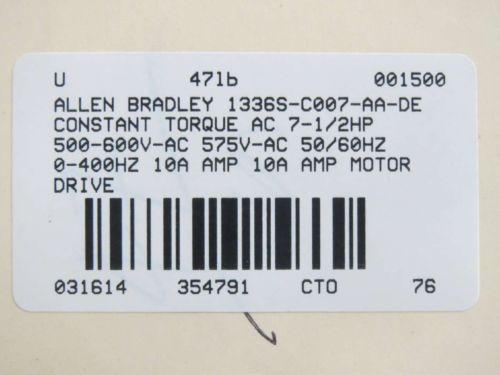 U 47lb 001500
ALLEN BRADLEY 1336S-C007-AA-DE
CONSTANT TORQUE AC 7-1/2HP
500-600V-AC 575V-AC 50/60HZ
0-400HZ 10A AMP 10A AMP MOTOR
DRIVE
031614 354791 CTO 76